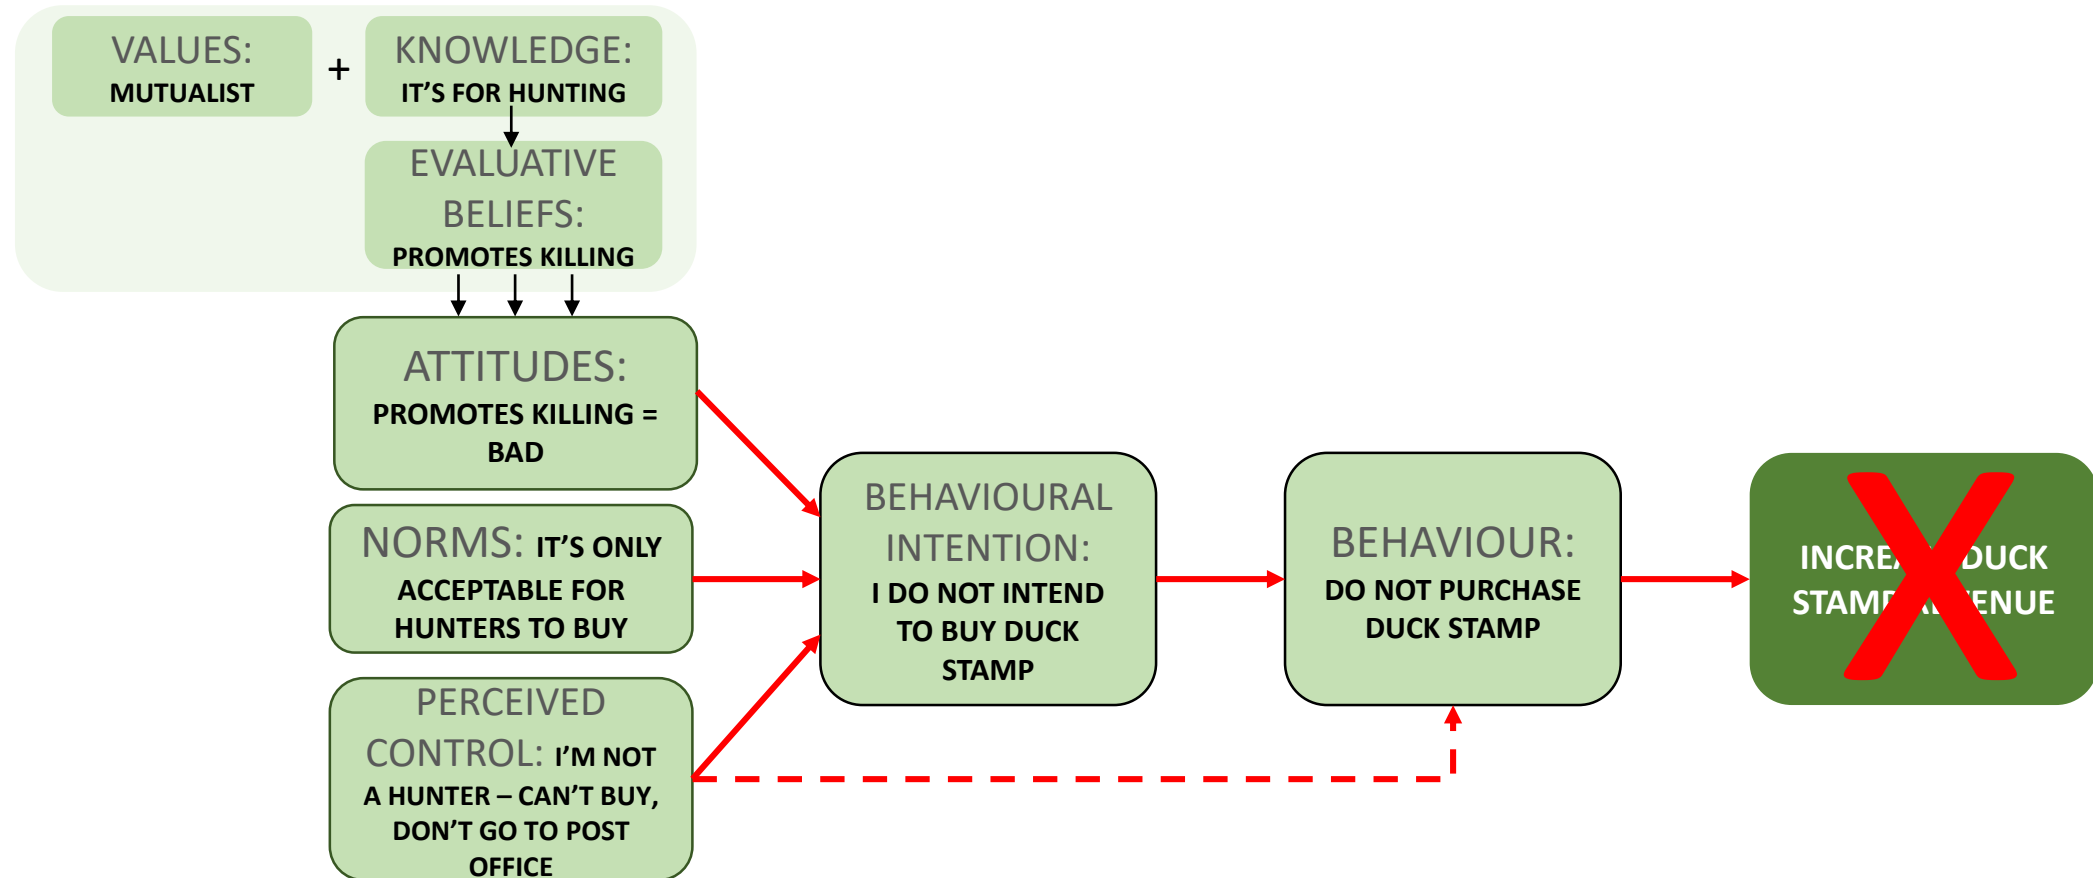 VALUES:
MUTUALIST
+
KNOWLEDGE:
IT'S FOR HUNTING
EVALUATIVE
BELIEFS:
PROMOTES KILLING
ATTITUDES:
PROMOTES KILLING =
BAD
NORMS: IT'S ONLY
ACCEPTABLE FOR
HUNTERS TO BUY
PERCEIVED
CONTROL: I'M NOT
A HUNTER – CAN'T BUY,
DON'T GO TO POST
OFFICE
BEHAVIOURAL
INTENTION:
I DO NOT INTEND
TO BUY DUCK
STAMP
BEHAVIOUR:
DO NOT PURCHASE
DUCK STAMP
DUCK
STAMP